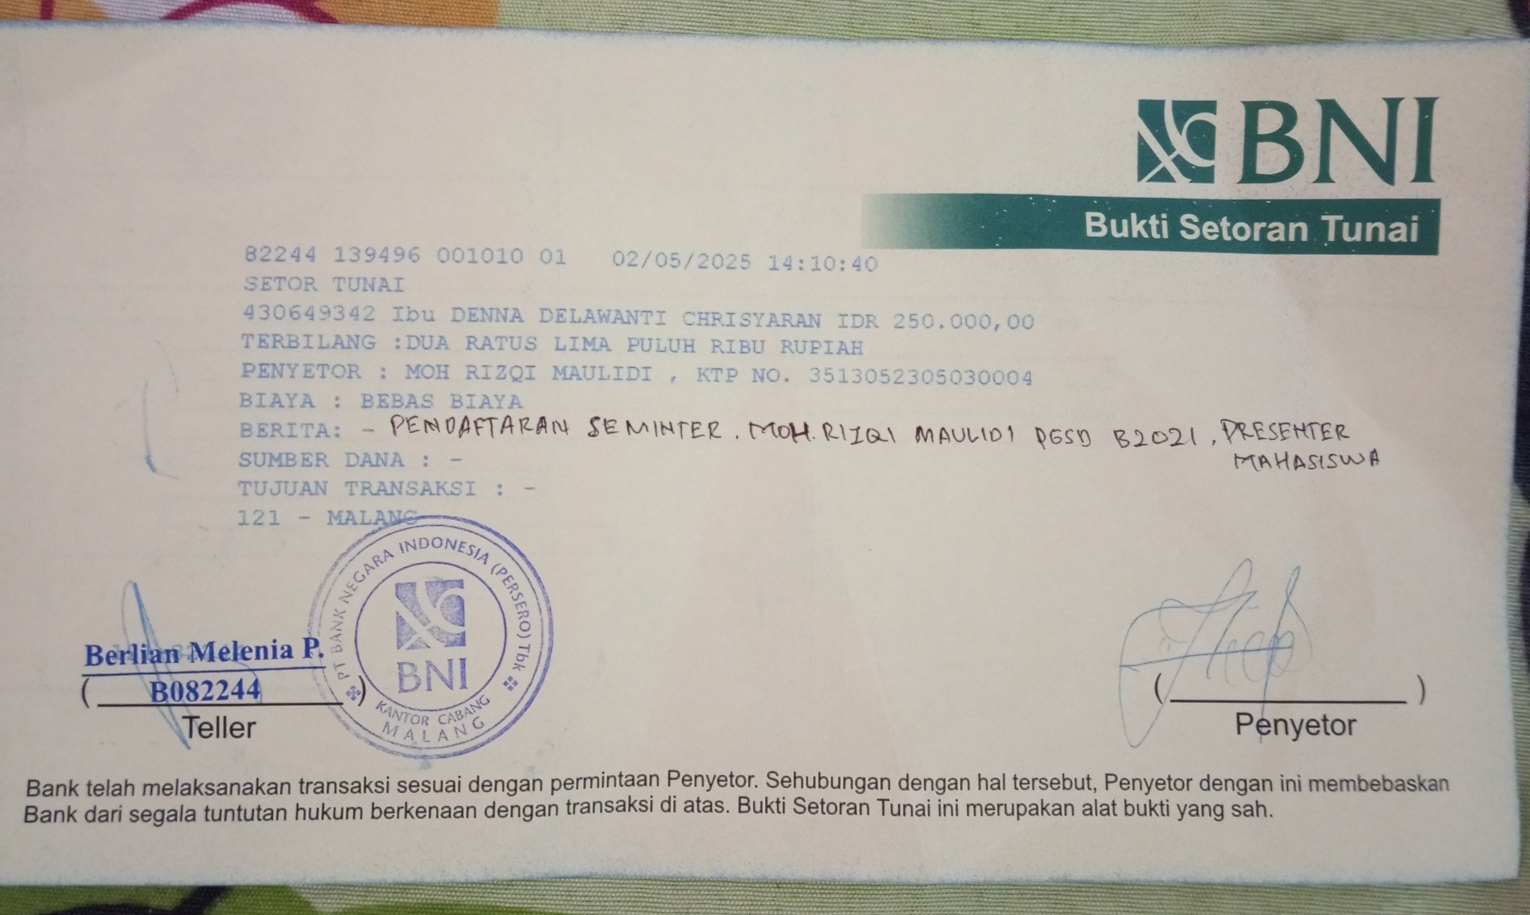 BNI
Bukti Setoran Tunai
82244 139496 001010 01 02/05/2025 14:10:40
SETOR TUNAI
430649342 Ibu DENNA DELAWANTI CHRISYARAN IDR 250.000,00
TERBILANG :DUA RATUS LIMA PULUH RIBU RUPIAH
PENYETOR : MOH RIZQI MAULIDI , KTP NO. 3513052305030004
BIAYA : BEBAS BIAYA
BERITA: - PENDAFTARAN SEMINTER . MOH. RIZQI MAULIDI PGSD B2021 , PRESENTER
MAHASISWA
SUMBER DANA : -
TUJUAN TRANSAKSI : -
121 - MALANG
PT BANK NEGARA INDONESIA (PERSERO) Tbk
BNI
KANTOR CABANG
MALANG
Berlian Melenia P.
( B082244 )
Teller
( )
Penyetor
Bank telah melaksanakan transaksi sesuai dengan permintaan Penyetor. Sehubungan dengan hal tersebut, Penyetor dengan ini membebaskan
Bank dari segala tuntutan hukum berkenaan dengan transaksi di atas. Bukti Setoran Tunai ini merupakan alat bukti yang sah.